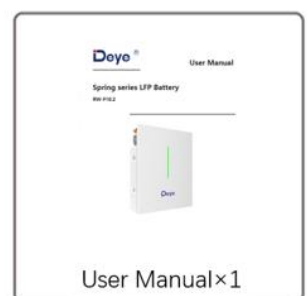 Deye ®
User Manual
Spring series LFP Battery
RW-F10.2
Deye
User Manual×1